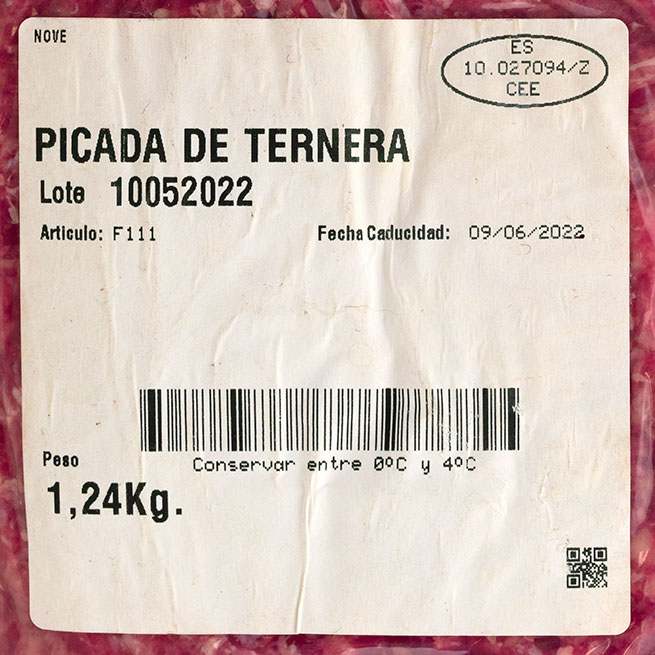 NOVE
ES
10.027094/Z
CEE
PICADA DE TERNERA
Lote 10052022
Articulo: F111 Fecha Caducidad: 09/06/2022
Conservar entre 0ºC y 4ºC
Peso
1,24Kg.